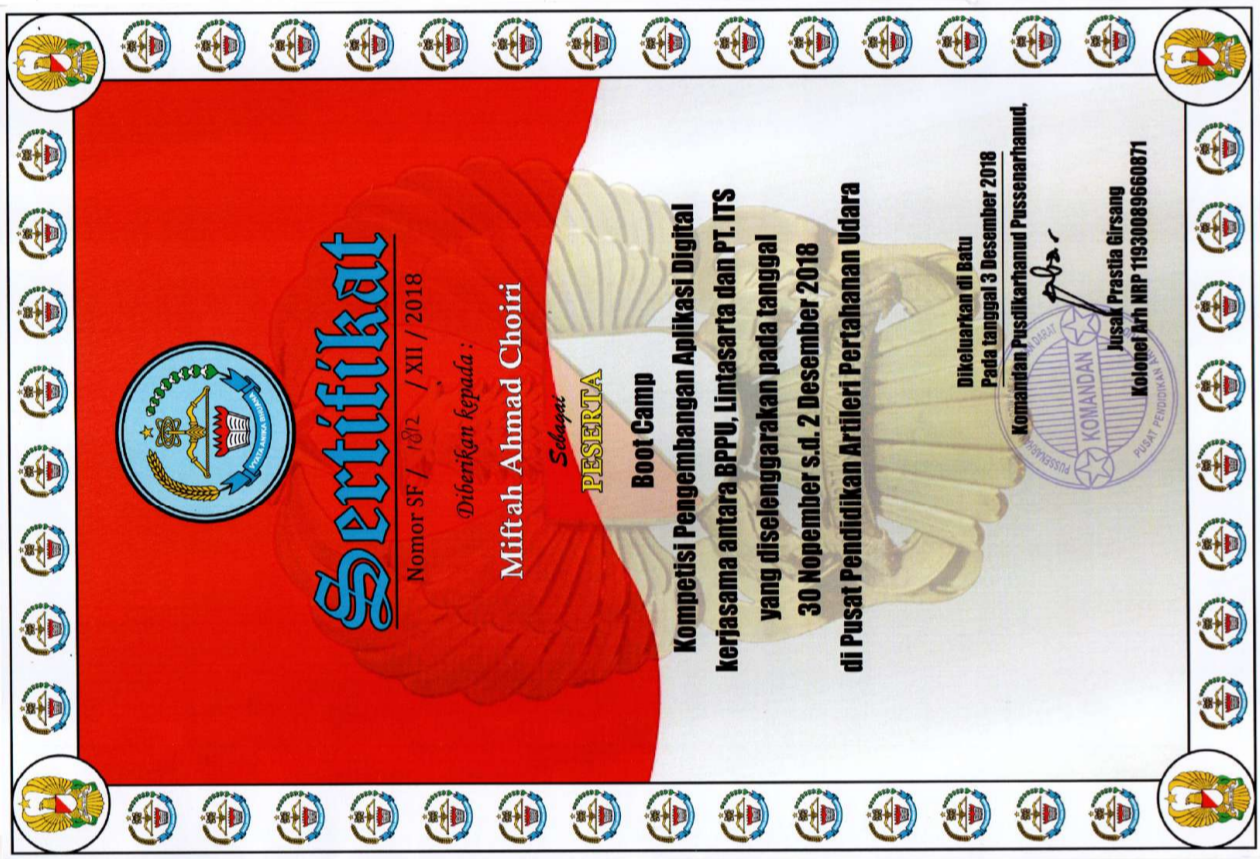 VYATA ANKA BIGANA
Sertifikat
Nomor SF / 182 / XII / 2018
Diberikan kepada :
Miftah Ahmad Choiri
Sebagai
PESERTA
Boot Camp
Kompetisi Pengembangan Aplikasi Digital
kerjasama antara BPPU, Lintasarta dan PT. ITS
yang diselenggarakan pada tanggal
30 Nopember s.d. 2 Desember 2018
di Pusat Pendidikan Artileri Pertahanan Udara
Dikeluarkan di Batu
Pada tanggal 3 Desember 2018
Komandan Pusdikarhanud Pussenarhanud,
KOMANDAN
PUSAT PENDIDIKAN
Jusak Prastia Girsang
Kolonel Arh NRP 11930089660871